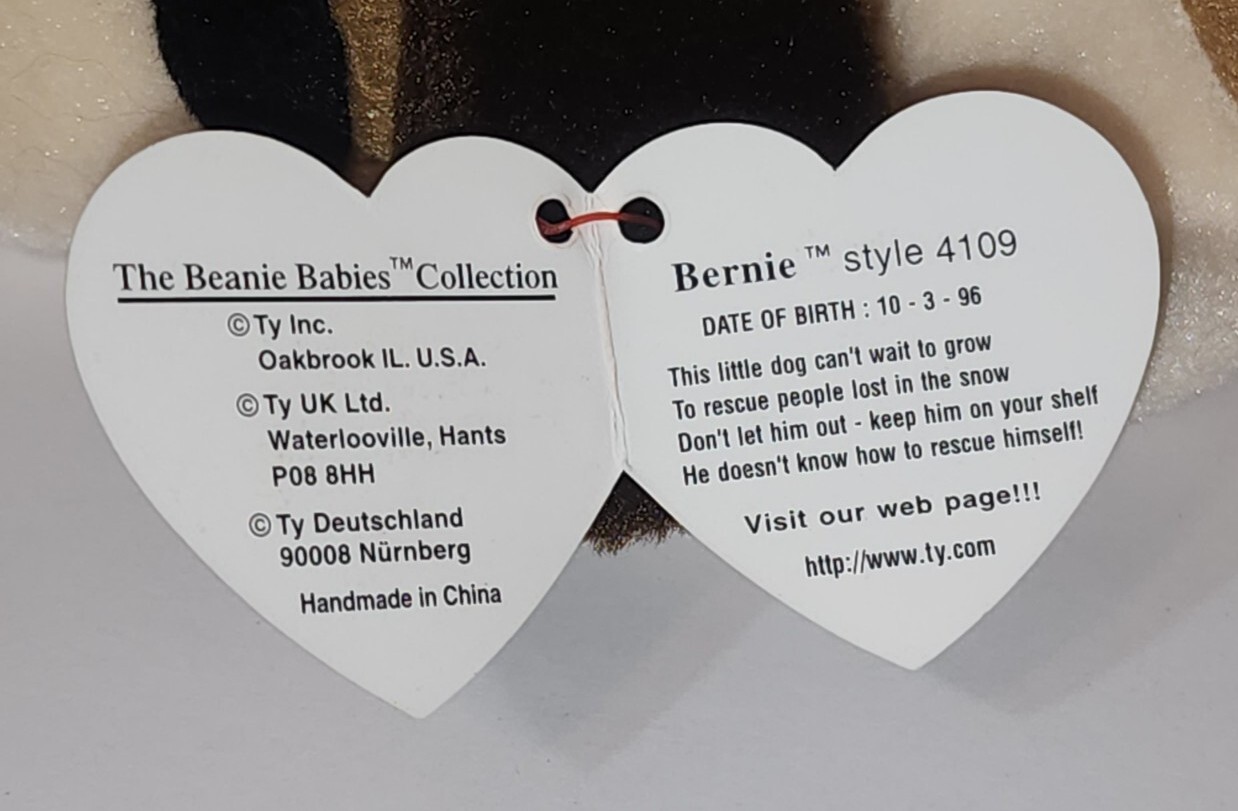 The Beanie Babies™ Collection
© Ty Inc.
Oakbrook IL. U.S.A.
© Ty UK Ltd.
Waterlooville, Hants
P08 8HH
© Ty Deutschland
90008 Nürnberg
Handmade in China
Bernie™ style 4109
DATE OF BIRTH : 10 - 3 - 96
This little dog can't wait to grow
To rescue people lost in the snow
Don't let him out - keep him on your shelf
He doesn't know how to rescue himself!
Visit our web page!!!
http://www.ty.com